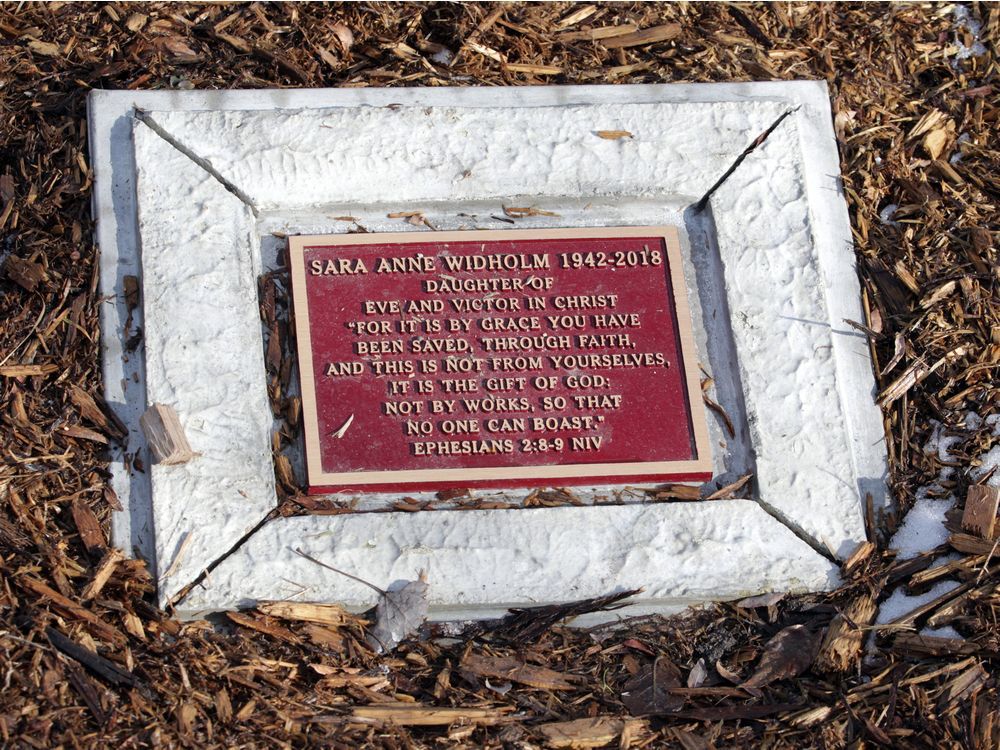 SARA ANNE WIDHOLM 1942-2018
DAUGHTER OF
EVE AND VICTOR IN CHRIST
"FOR IT IS BY GRACE YOU HAVE
BEEN SAVED, THROUGH FAITH,
AND THIS IS NOT FROM YOURSELVES,
IT IS THE GIFT OF GOD;
NOT BY WORKS, SO THAT
NO ONE CAN BOAST."
EPHESIANS 2:8-9 NIV